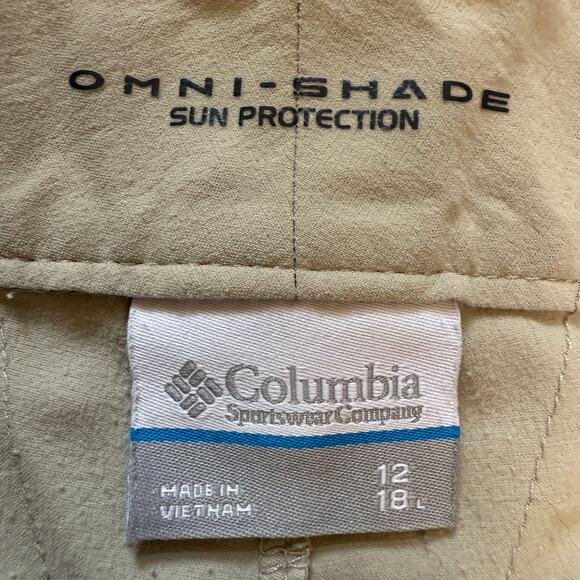 OMNI-SHADE
SUN PROTECTION
Columbia
Sportswear Company
MADE IN
VIETNAM
12
18 L